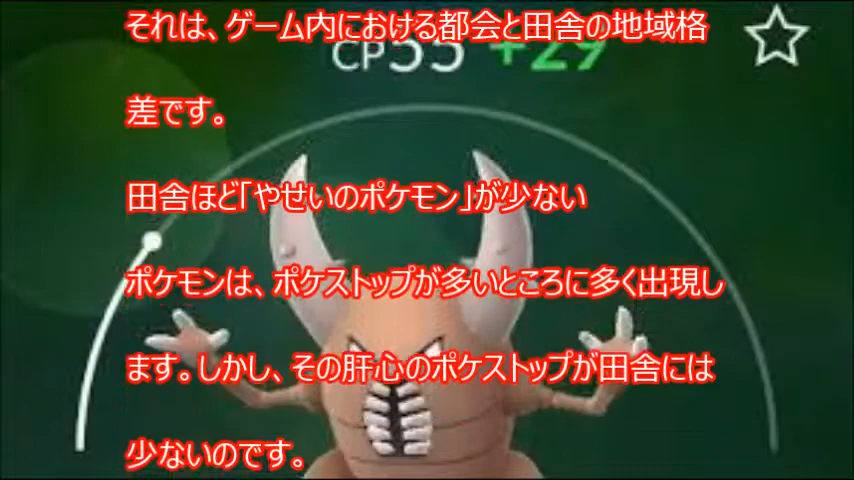 それは、ゲーム内における都会と田舎の地域格
CP55 +29
差です。
田舎ほど「やせいのポケモン」が少ない
ポケモンは、ポケストップが多いところに多く出現し
ます。しかし、その肝心のポケストップが田舎には
少ないのです。